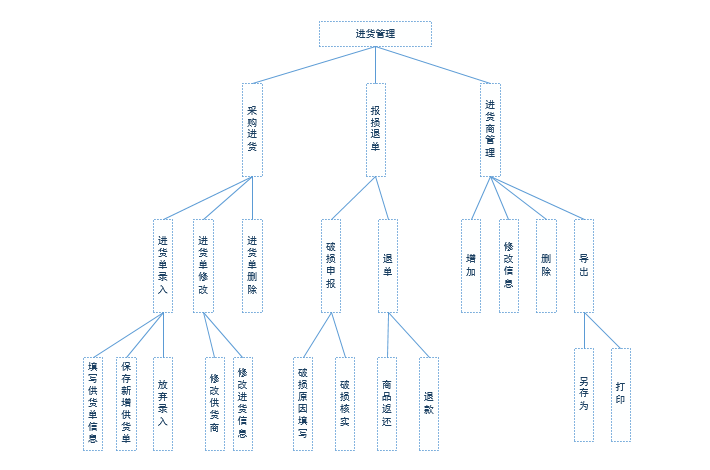 进货管理
采购进货
报损退单
进货商管理
进货单录入
进货单修改
进货单删除
破损申报
退单
增加
修改信息
删除
导出
填写供货单信息
保存新增供货单
放弃录入
修改供货商
修改进货信息
破损原因填写
破损核实
商品返还
退款
另存为
打印